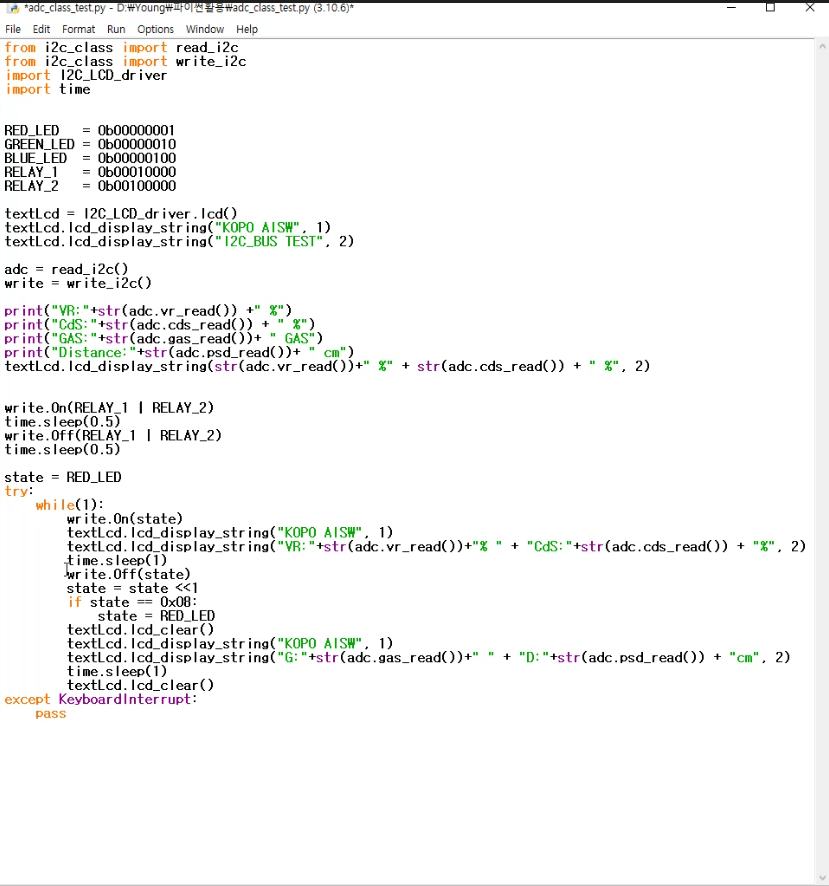 *adc_class_test.py - D:₩Young₩파이썬활용₩adc_class_test.py (3.10.6)*
File Edit Format Run Options Window Help
from i2c_class import read_i2c
from i2c_class import write_i2c
import I2C_LCD_driver
import time
RED_LED   = 0b00000001
GREEN_LED = 0b00000010
BLUE_LED  = 0b00000100
RELAY_1   = 0b00010000
RELAY_2   = 0b00100000
textLcd = I2C_LCD_driver.lcd()
textLcd.lcd_display_string("KOPO AISW", 1)
textLcd.lcd_display_string("I2C_BUS TEST", 2)
adc = read_i2c()
write = write_i2c()
print("VR:"+str(adc.vr_read()) +" %")
print("CdS:"+str(adc.cds_read()) + " %")
print("GAS:"+str(adc.gas_read())+ " GAS")
print("Distance:"+str(adc.psd_read())+ " cm")
textLcd.lcd_display_string(str(adc.vr_read())+" %" + str(adc.cds_read()) + " %", 2)
write.On(RELAY_1 | RELAY_2)
time.sleep(0.5)
write.Off(RELAY_1 | RELAY_2)
time.sleep(0.5)
state = RED_LED
try:
    while(1):
        write.On(state)
        textLcd.lcd_display_string("KOPO AISW", 1)
        textLcd.lcd_display_string("VR:"+str(adc.vr_read())+"% " + "CdS:"+str(adc.cds_read()) + "%", 2)
        time.sleep(1)
        write.Off(state)
        state = state <<1
        if state == 0x08:
            state = RED_LED
        textLcd.lcd_clear()
        textLcd.lcd_display_string("KOPO AISW", 1)
        textLcd.lcd_display_string("G:"+str(adc.gas_read())+" " + "D:"+str(adc.psd_read()) + "cm", 2)
        time.sleep(1)
        textLcd.lcd_clear()
except KeyboardInterrupt:
    pass